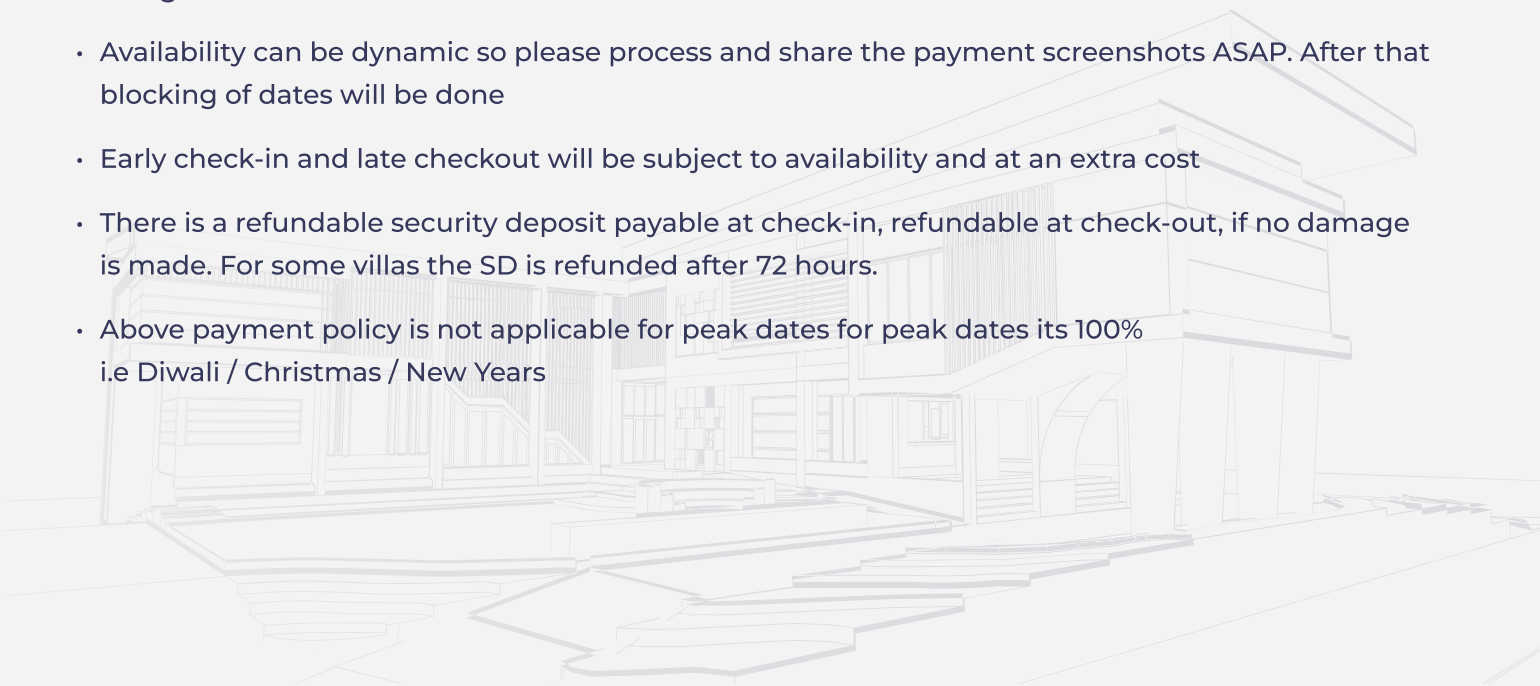 • Availability can be dynamic so please process and share the payment screenshots ASAP. After that
blocking of dates will be done
• Early check-in and late checkout will be subject to availability and at an extra cost
• There is a refundable security deposit payable at check-in, refundable at check-out, if no damage
is made. For some villas the SD is refunded after 72 hours.
• Above payment policy is not applicable for peak dates for peak dates its 100%
i.e Diwali / Christmas / New Years